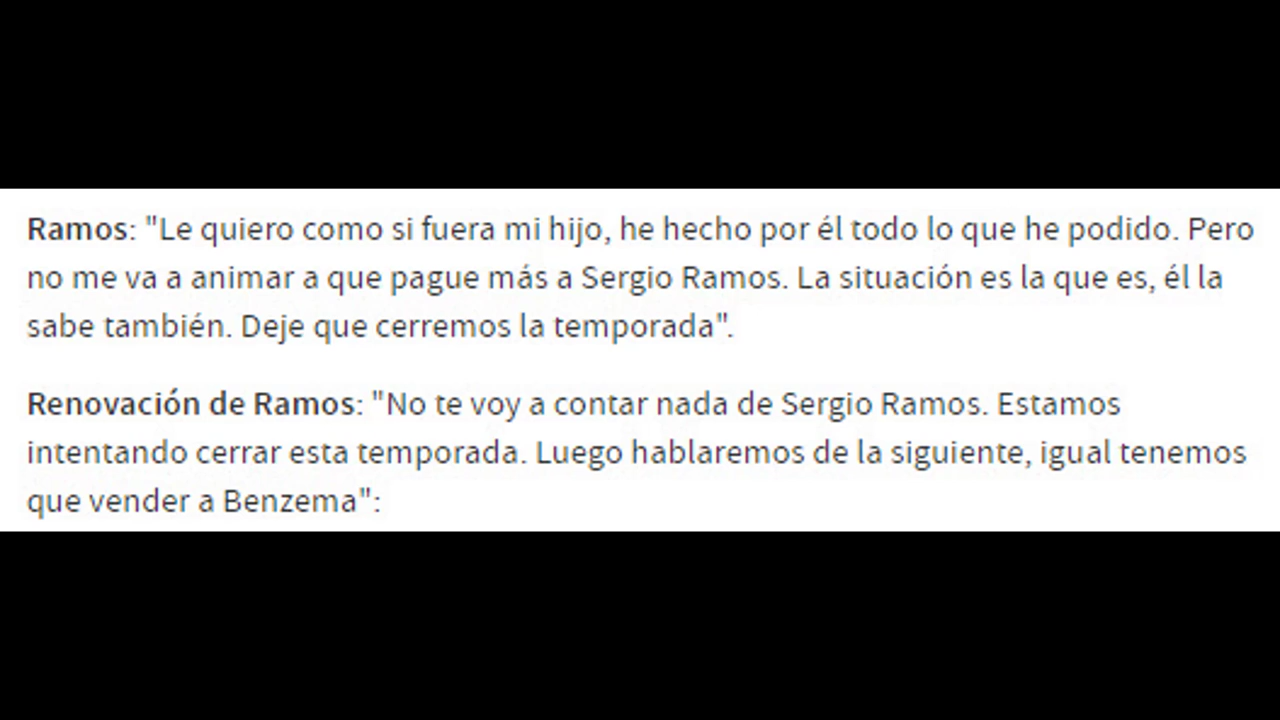 Ramos: "Le quiero como si fuera mi hijo, he hecho por él todo lo que he podido. Pero
no me va a animar a que pague más a Sergio Ramos. La situación es la que es, él la
sabe también. Deje que cerremos la temporada".
Renovación de Ramos: "No te voy a contar nada de Sergio Ramos. Estamos
intentando cerrar esta temporada. Luego hablaremos de la siguiente, igual tenemos
que vender a Benzema":